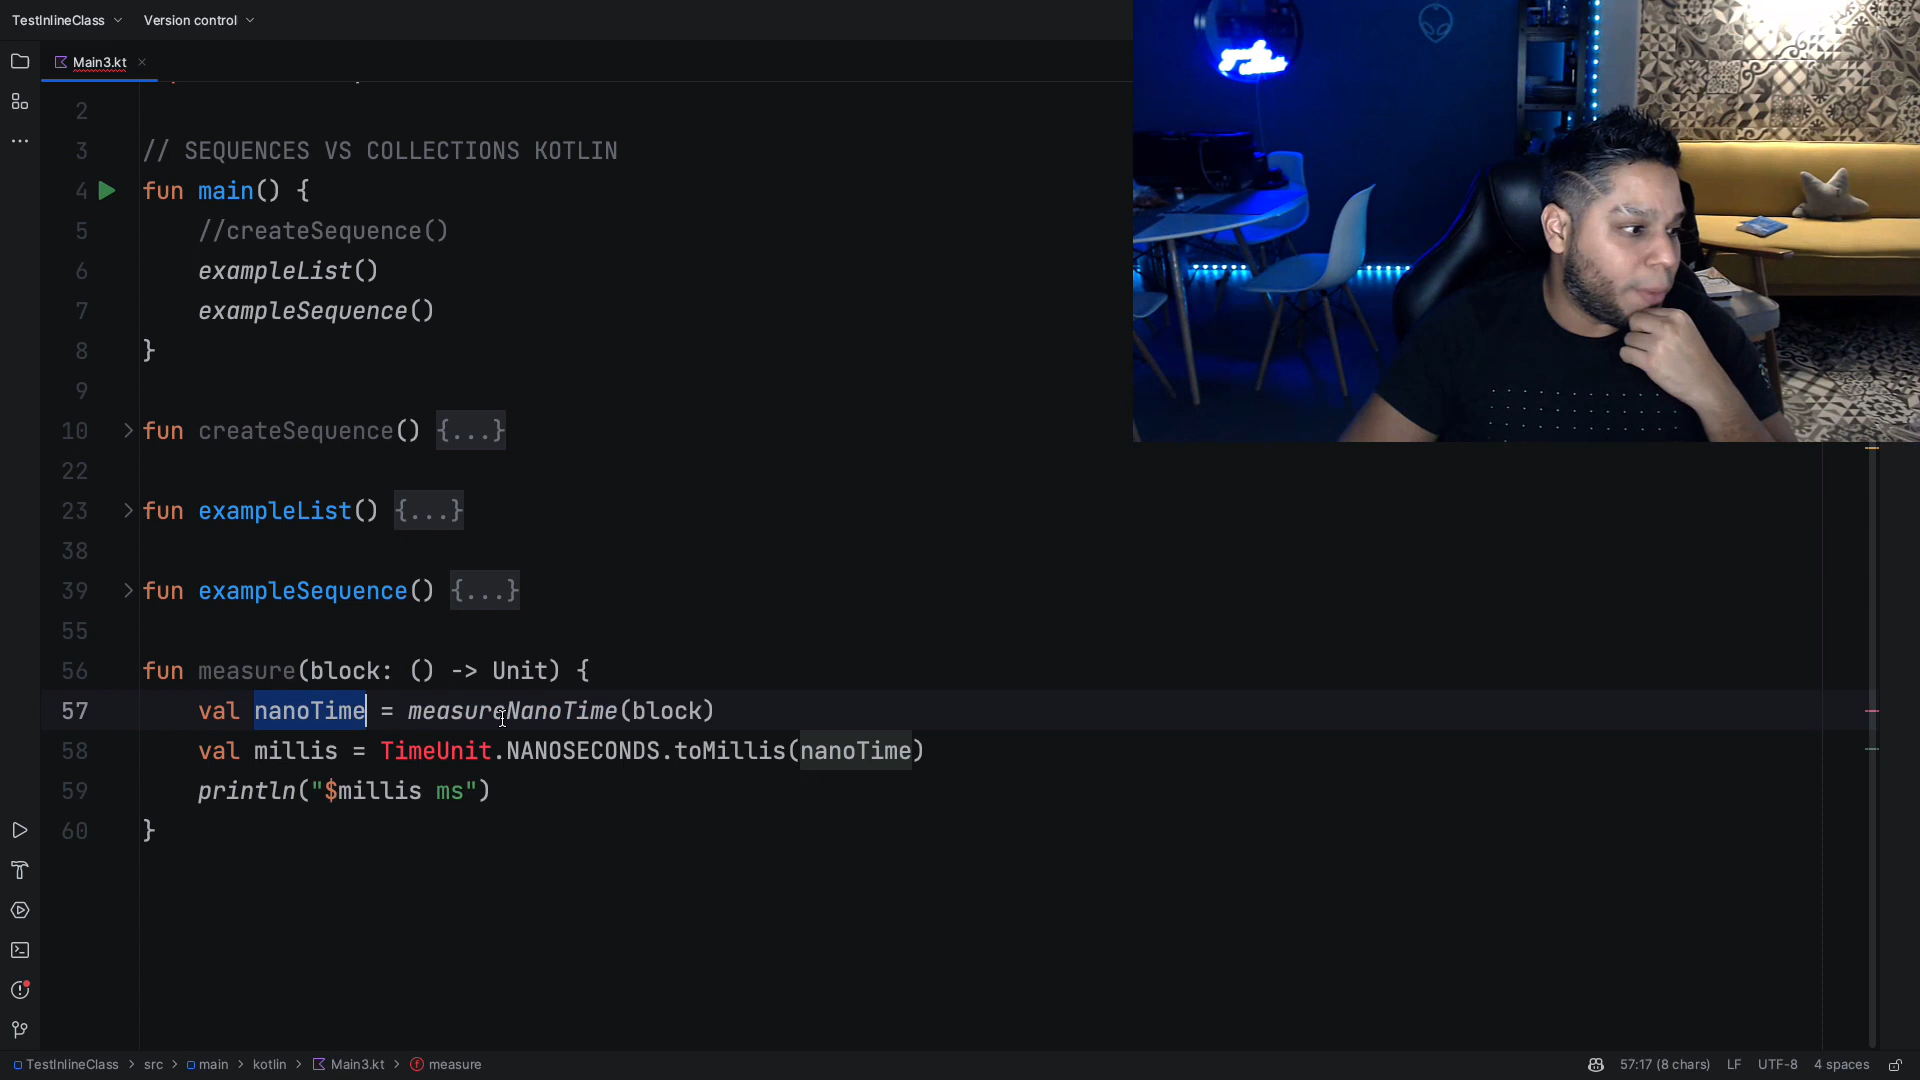 TestInlineClass Version control
Main3.kt
2
3 // SEQUENCES VS COLLECTIONS KOTLIN
4 fun main() {
5 //createSequence()
6 exampleList()
7 exampleSequence()
8 }
9
10 fun createSequence() {...}
22
23 fun exampleList() {...}
38
39 fun exampleSequence() {...}
55
56 fun measure(block: () -> Unit) {
57 val nanoTime = measureNanoTime(block)
58 val millis = TimeUnit.NANOSECONDS.toMillis(nanoTime)
59 println("$millis ms")
60 }
TestInlineClass > src > main > kotlin > Main3.kt > measure 57:17 (8 chars) LF UTF-8 4 spaces